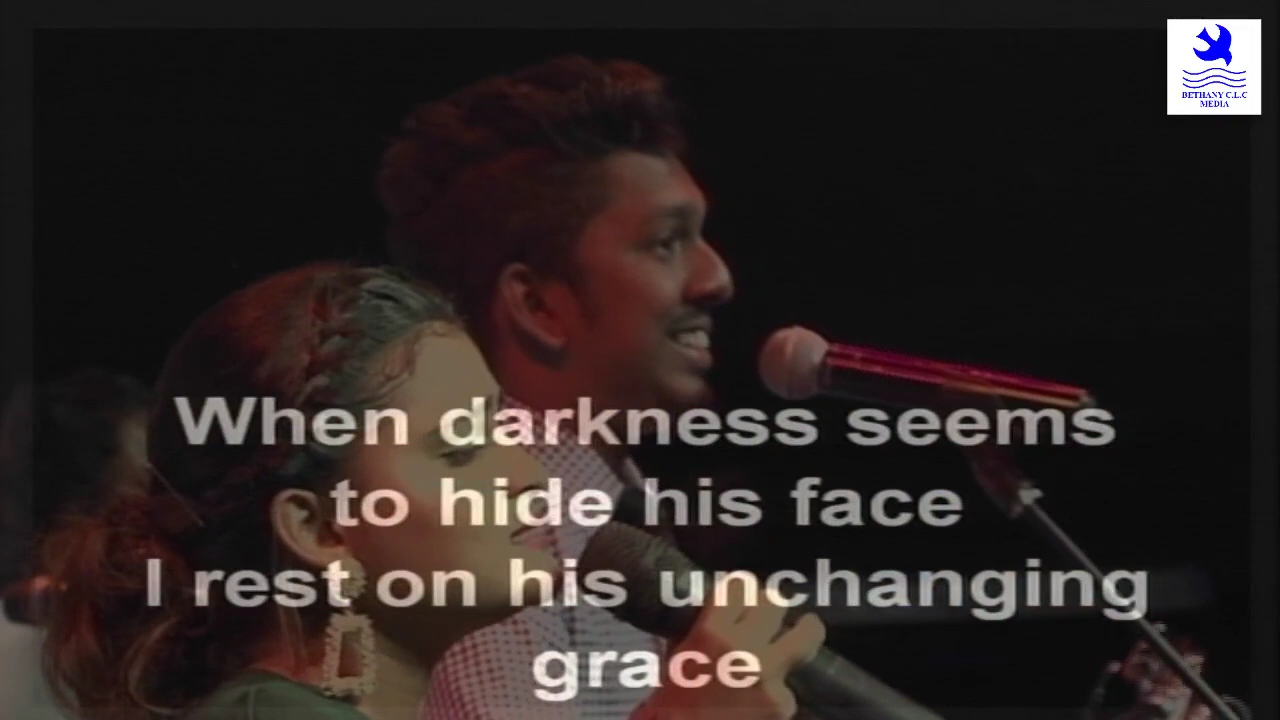 BETHANY C.L.C
MEDIA
When darkness seems
to hide his face
I rest on his unchanging
grace